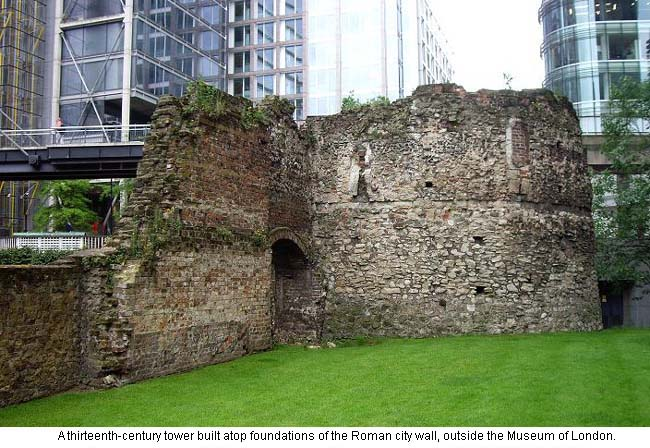 A thirteenth-century tower built atop foundations of the Roman city wall, outside the Museum of London.